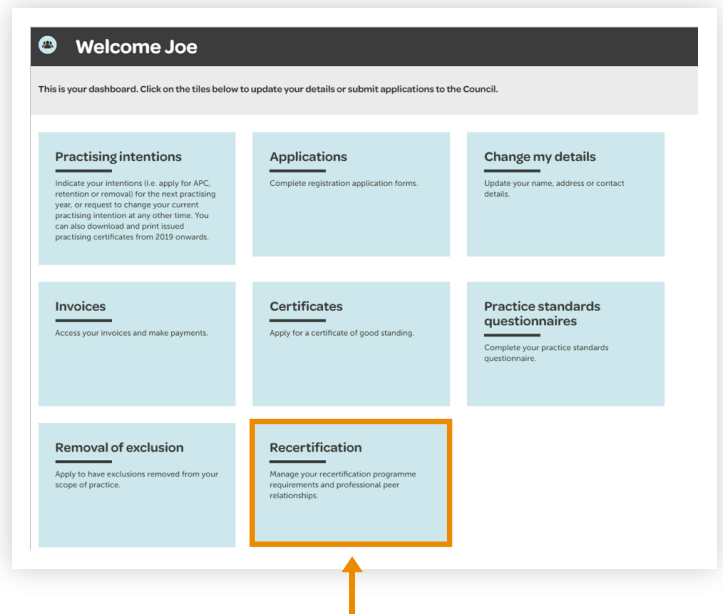 Welcome Joe
This is your dashboard. Click on the tiles below to update your details or submit applications to the Council.
Practising intentions
Indicate your intentions (i.e. apply for APC,
retention or removal) for the next practising
year, or request to change your current
practising intention at any other time. You
can also download and print issued
practising certificates from 2019 onwards.
Applications
Complete registration application forms.
Change my details
Update your name, address or contact
details.
Invoices
Access your invoices and make payments.
Certificates
Apply for a certificate of good standing.
Practice standards
questionnaires
Complete your practice standards
questionnaire.
Removal of exclusion
Apply to have exclusions removed from your
scope of practice.
Recertification
Manage your recertification programme
requirements and professional peer
relationships.